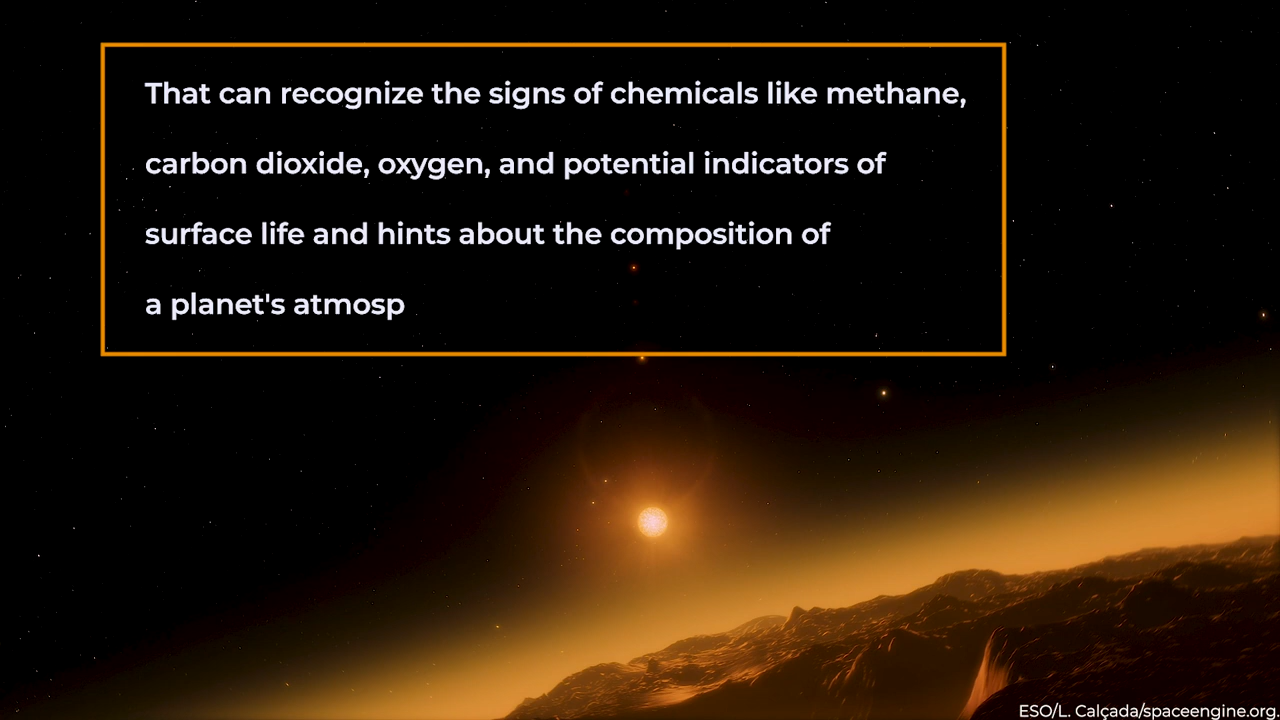 That can recognize the signs of chemicals like methane,
carbon dioxide, oxygen, and potential indicators of
surface life and hints about the composition of
a planet's atmosp
ESO/L. Calçada/spaceengine.org.